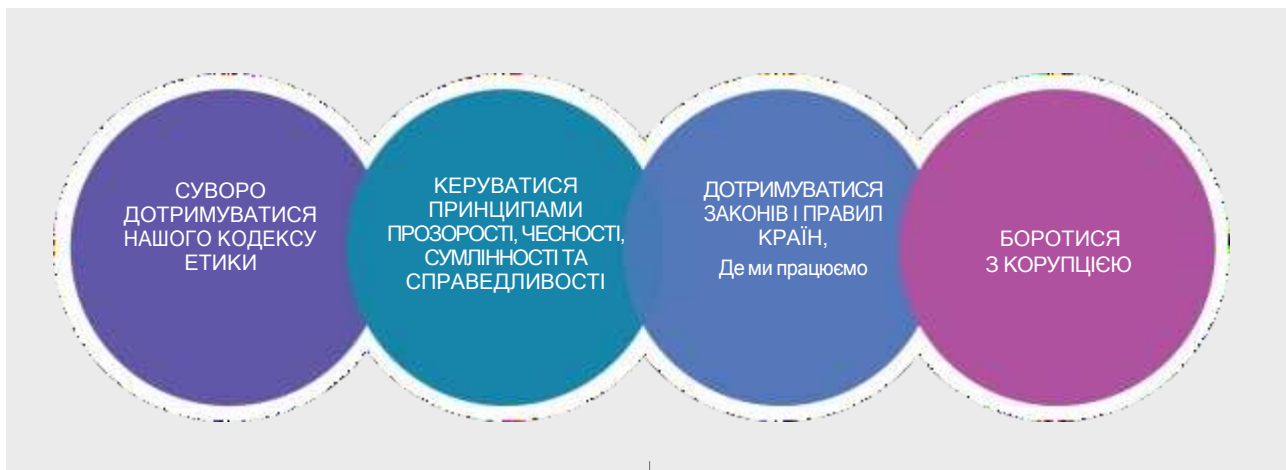 СУВОРО
ДОТРИМУВАТИСЯ
НАШОГО КОДЕКСУ
ЕТИКИ
КЕРУВАТИСЯ
ПРИНЦИПАМИ
ПРОЗОРОСТІ, ЧЕСНОСТІ,
СУМЛІННОСТІ ТА
СПРАВЕДЛИВОСТІ
ДОТРИМУВАТИСЯ
ЗАКОНІВ І ПРАВИЛ
КРАЇН,
Де ми працюємо
БОРОТИСЯ
З КОРУПЦІЄЮ